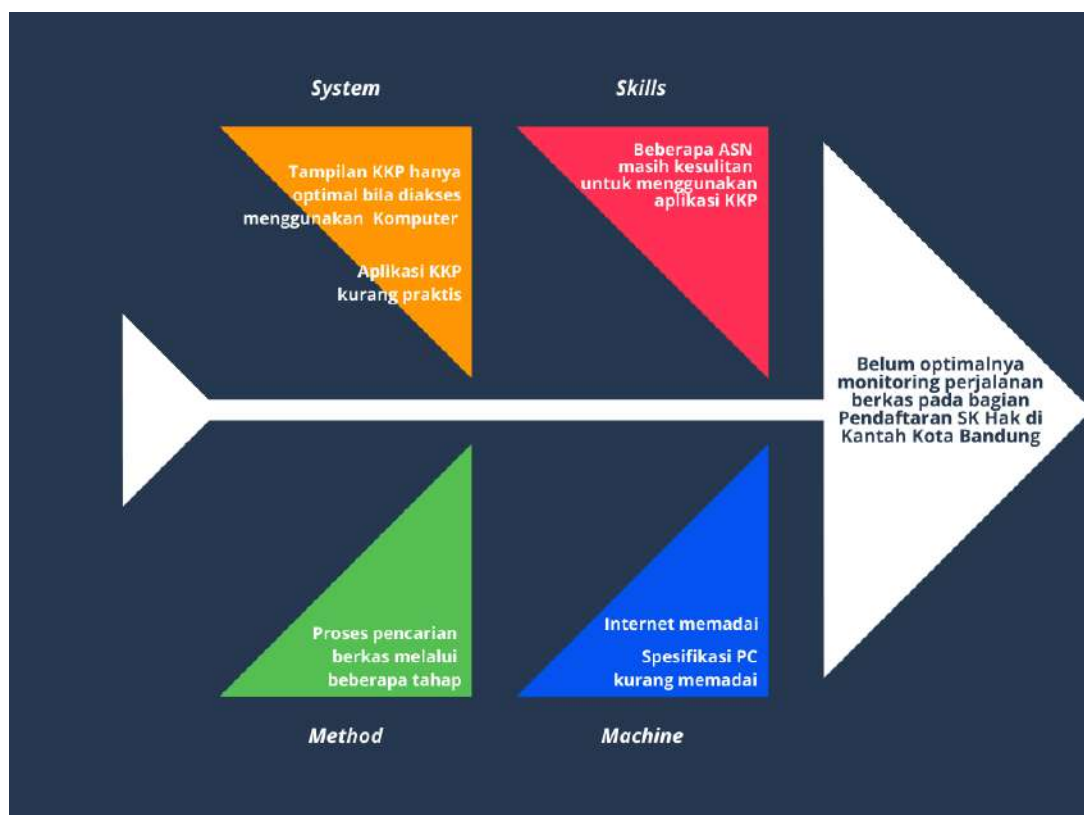 System
Tampilan KKP hanya
optimal bila diakses
menggunakan Komputer
Aplikasi KKP
kurang praktis
Skills
Beberapa ASN
masih kesulitan
untuk menggunakan
aplikasi KKP
Belum optimalnya
monitoring perjalanan
berkas pada bagian
Pendaftaran SK Hak di
Kantah Kota Bandung
Proses pencarian
berkas melalui
beberapa tahap
Method
Internet memadai
Spesifikasi PC
kurang memadai
Machine